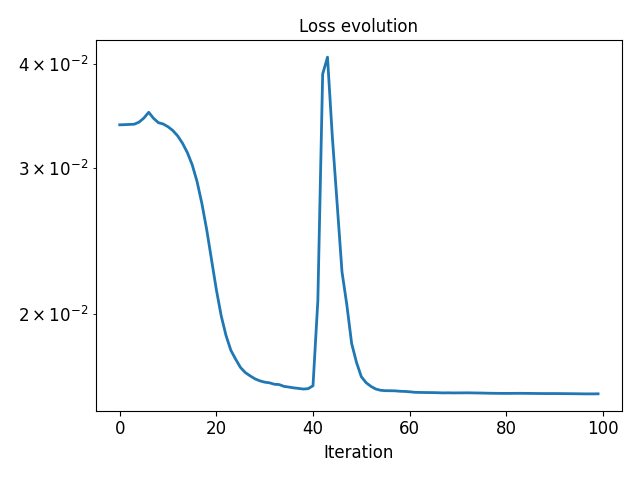 Loss evolution
4 × 10⁻²
3 × 10⁻²
2 × 10⁻²
0 20 40 60 80 100
Iteration